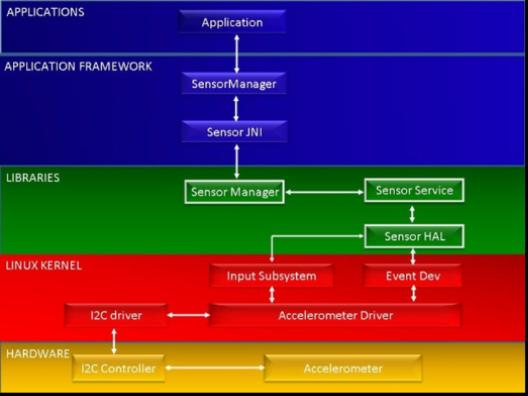 APPLICATIONS
Application
APPLICATION FRAMEWORK
SensorManager
Sensor JNI
LIBRARIES
Sensor Manager
Sensor Service
Sensor HAL
LINUX KERNEL
Input Subsystem
Event Dev
I2C driver
Accelerometer Driver
HARDWARE
I2C Controller
Accelerometer